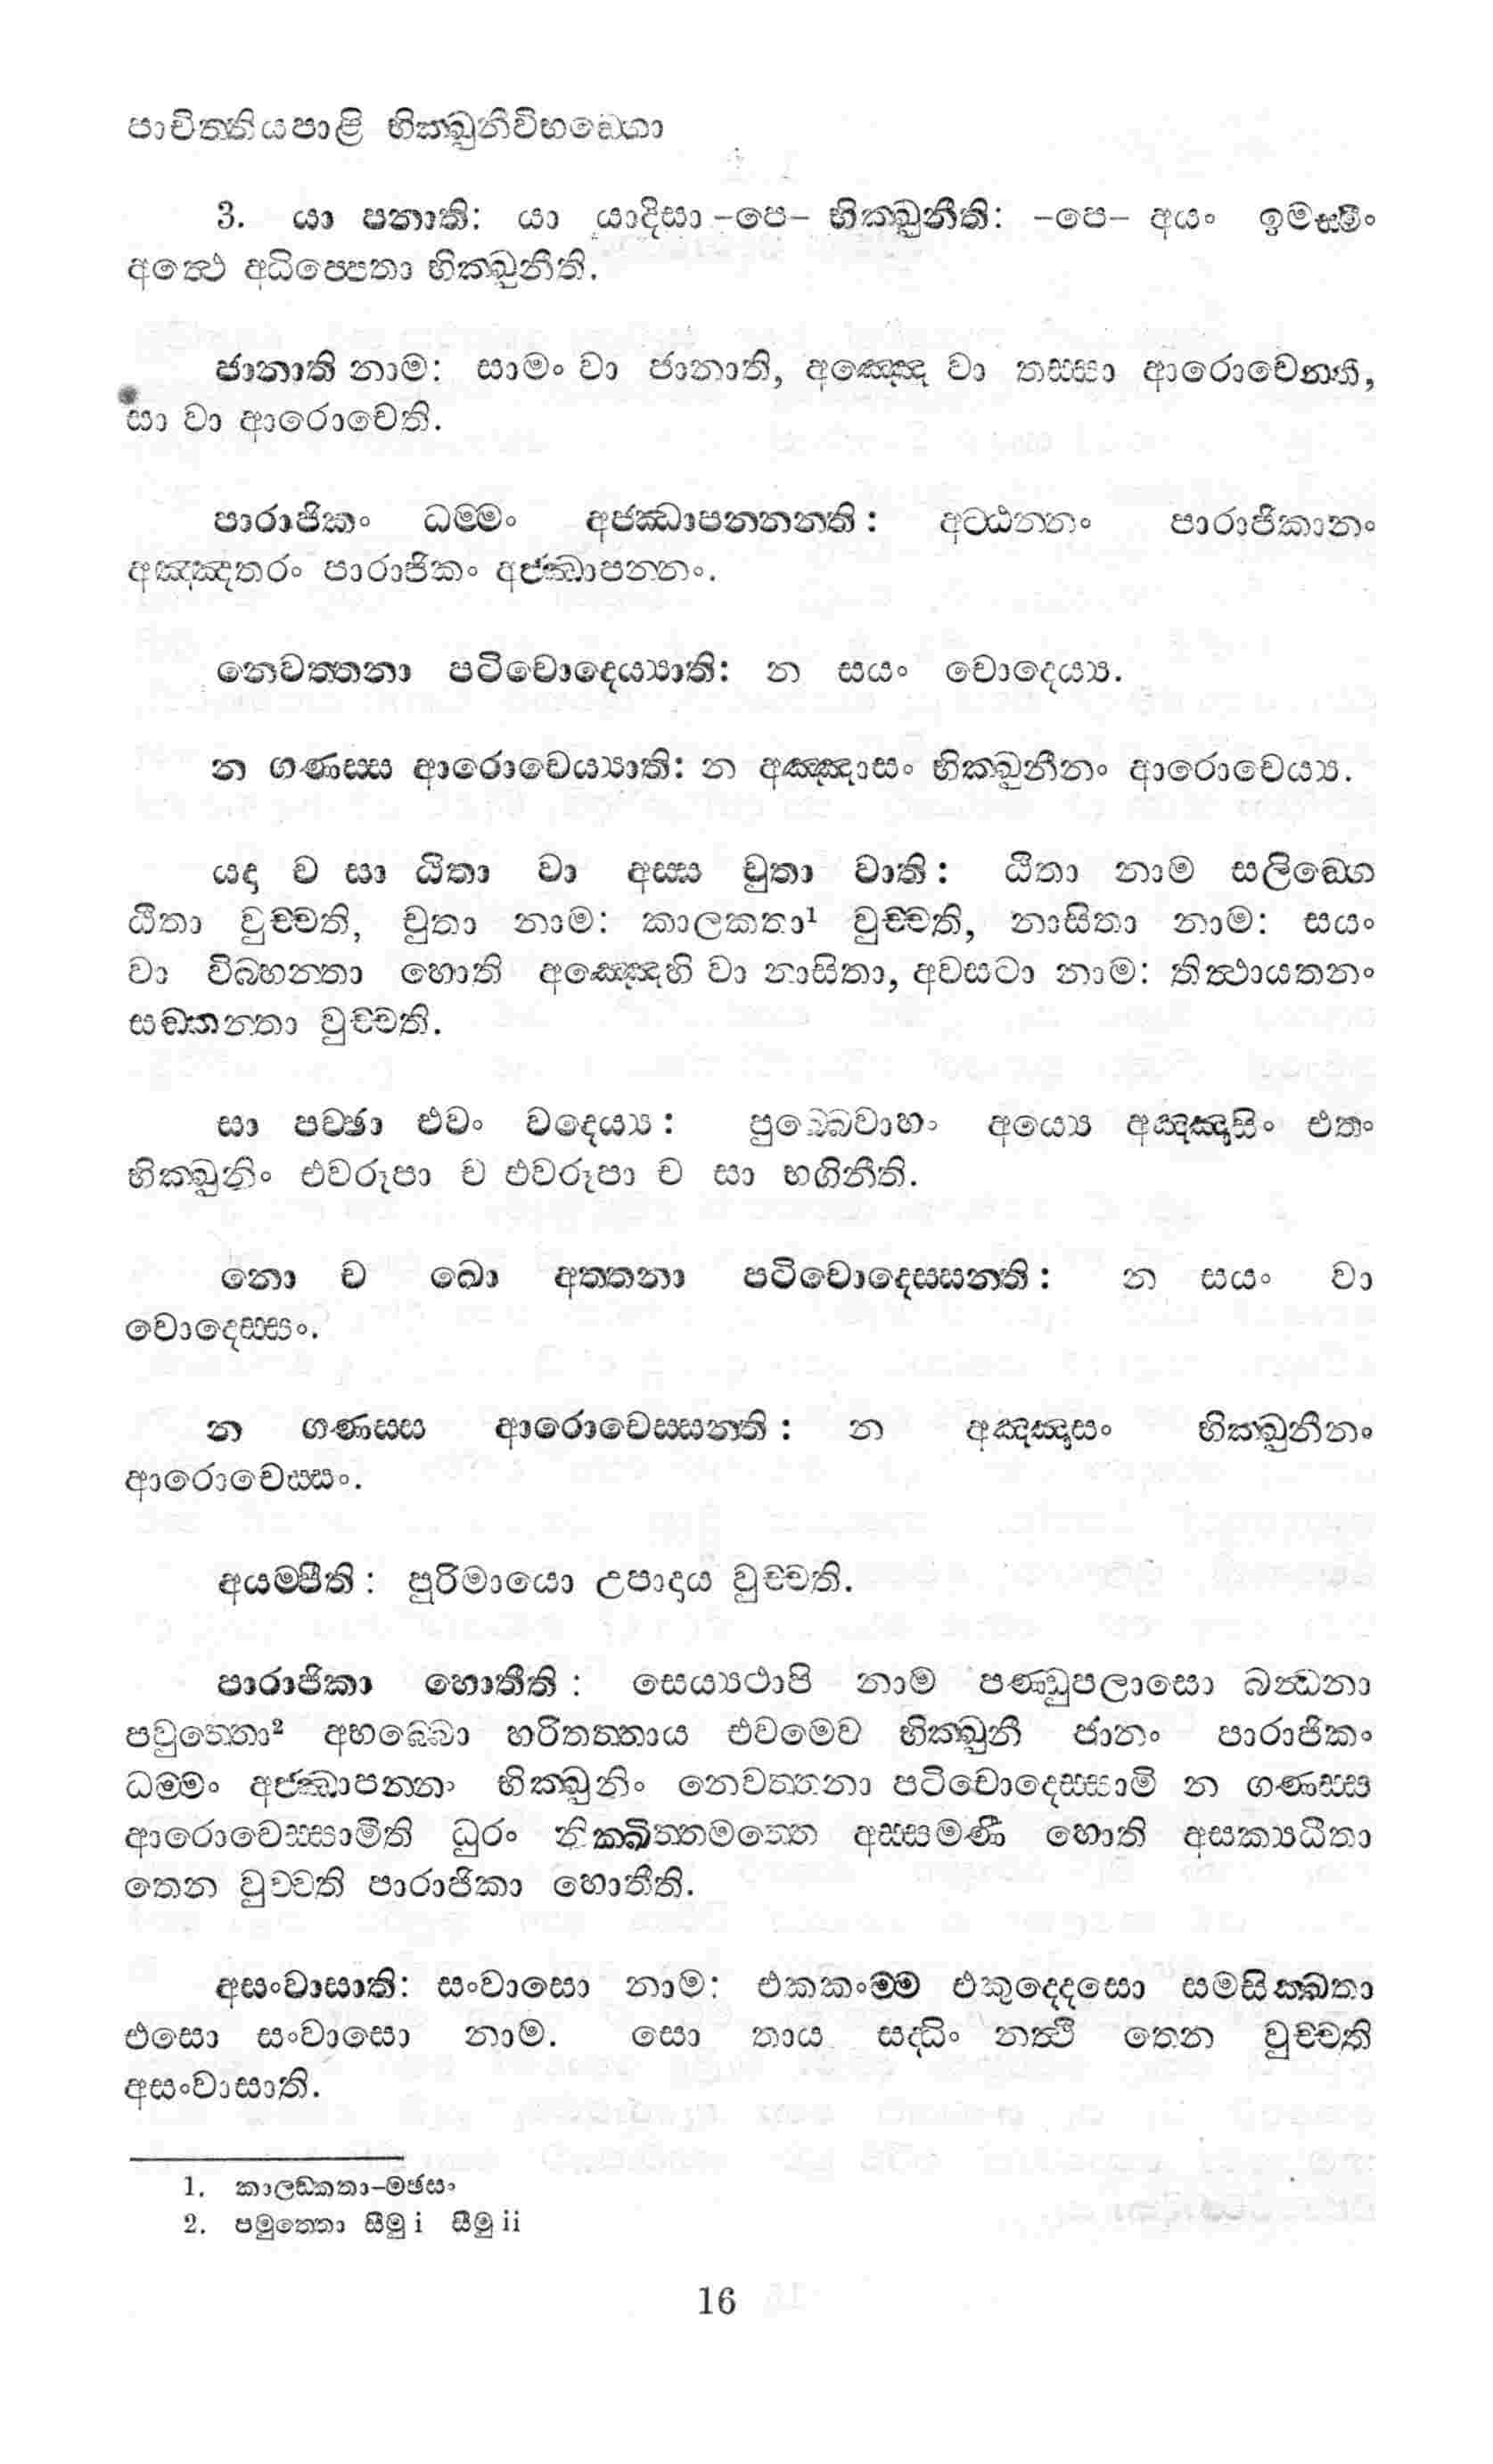 පාචිත්තියපාළි භික්ඛුනීවිභඞ්ගො
3. යා පනාති: යා යාදිසා -පෙ- භික්ඛුනීති: -පෙ- අයං ඉමස්මිං
අත්ථෙ අධිප්පෙතා භික්ඛුනීති.
ජානාති නාම: සාමං වා ජානාති, අඤ්ඤෙ වා තස්සා ආරොචෙන්ති,
සා වා ආරොචෙති.
පාරාජිකං ධම්මං අජ්ඣාපන්නන්ති: අට්ඨන්නං පාරාජිකානං
අඤ්ඤතරං පාරාජිකං අජ්ඣාපන්නං.
නෙවත්තනා පටිචොදෙය්‍යාති: න සයං චොදෙය්‍ය.
න ගණස්ස ආරොචෙය්‍යාති: න අඤ්ඤාසං භික්ඛුනීනං ආරොචෙය්‍ය.
යදා ච සා ඨිතා වා අස්ස චුතා වාති: ඨිතා නාම සලිඞ්ගෙ
ඨිතා වුච්චති, චුතා නාම: කාලකතා¹ වුච්චති, නාසිතා නාම: සයං
වා විබ්භන්තා හොති අඤ්ඤෙහි වා නාසිතා, අවසටා නාම: තිත්ථායතනං
සඞ්කන්තා වුච්චති.
සා පච්ඡා එවං වදෙය්‍ය: පුබ්බෙවාහං අය්‍යෙ අඤ්ඤාසිං එතං
භික්ඛුනිං එවරූපා ච එවරූපා ච සා භගිනීති.
නො ච ඛො අත්තනා පටිචොදෙස්සන්ති: න සයං වා
චොදෙස්සං.
න ගණස්ස ආරොචෙස්සන්ති: න අඤ්ඤාසං භික්ඛුනීනං
ආරොචෙස්සං.
අයම්පීති: පුරිමායො උපාදාය වුච්චති.
පාරාජිකා හොතීති: සෙය්‍යථාපි නාම පණ්ඩුපලාසො බන්ධනා
පවුත්තො² අභබ්බො හරිතත්තාය එවමෙව භික්ඛුනී ජානං පාරාජිකං
ධම්මං අජ්ඣාපන්නං භික්ඛුනිං නෙවත්තනා පටිචොදෙස්සාමි න ගණස්ස
ආරොචෙස්සාමීති ධුරං නික්ඛිත්තමත්තෙ අස්සමණී හොති අසක්‍යධීතා
තෙන වුච්චති පාරාජිකා හොතීති.
අසංවාසාති: සංවාසො නාම: එකකංම්ම එකුද්දෙසො සමසික්ඛතා
එසො සංවාසො නාම. සො තාය සද්ධිං නත්ථි තෙන වුච්චති
අසංවාසාති.
1. කාලඞ්කතා-මඡසං
2. පමුත්තො සීමු i සීමු ii
16